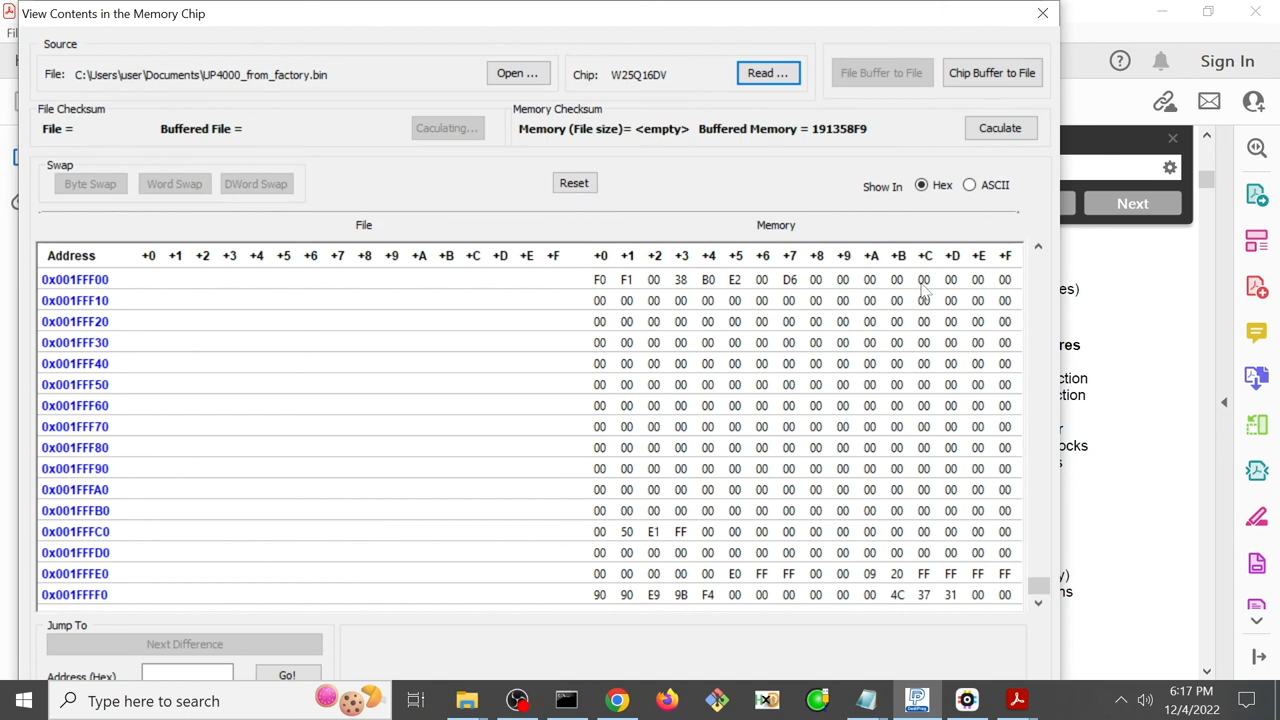 View Contents in the Memory Chip
Source
File: C:\Users\user\Documents\UP4000_from_factory.bin
Open ...
Chip: W25Q16DV
Read ...
File Buffer to File
Chip Buffer to File
Sign In
File Checksum
File =
Buffered File =
Caculating...
Memory Checksum
Memory (File size)= <empty> Buffered Memory = 191358F9
Caculate
Swap
Byte Swap
Word Swap
DWord Swap
Reset
Show In
Hex
ASCII
Next
File
Memory
Address +0 +1 +2 +3 +4 +5 +6 +7 +8 +9 +A +B +C +D +E +F +0 +1 +2 +3 +4 +5 +6 +7 +8 +9 +A +B +C +D +E +F
0x001FFF00 F0 F1 00 38 B0 E2 00 D6 00 00 00 00 00 00 00 00
0x001FFF10 00 00 00 00 00 00 00 00 00 00 00 00 00 00 00 00
0x001FFF20 00 00 00 00 00 00 00 00 00 00 00 00 00 00 00 00
0x001FFF30 00 00 00 00 00 00 00 00 00 00 00 00 00 00 00 00
0x001FFF40 00 00 00 00 00 00 00 00 00 00 00 00 00 00 00 00
0x001FFF50 00 00 00 00 00 00 00 00 00 00 00 00 00 00 00 00
0x001FFF60 00 00 00 00 00 00 00 00 00 00 00 00 00 00 00 00
0x001FFF70 00 00 00 00 00 00 00 00 00 00 00 00 00 00 00 00
0x001FFF80 00 00 00 00 00 00 00 00 00 00 00 00 00 00 00 00
0x001FFF90 00 00 00 00 00 00 00 00 00 00 00 00 00 00 00 00
0x001FFFA0 00 00 00 00 00 00 00 00 00 00 00 00 00 00 00 00
0x001FFFB0 00 00 00 00 00 00 00 00 00 00 00 00 00 00 00 00
0x001FFFC0 00 50 E1 FF 00 00 00 00 00 00 00 00 00 00 00 00
0x001FFFD0 00 00 00 00 00 00 00 00 00 00 00 00 00 00 00 00
0x001FFFE0 00 00 00 00 00 E0 FF FF 00 00 09 20 FF FF FF FF
0x001FFFF0 90 90 E9 9B F4 00 00 00 00 00 00 4C 37 31 00 00
es)
res
ction
ction
r
ocks
s
y)
ns
Jump To
Next Difference
Address (Hex)
Go!
Type here to search
6:17 PM
12/4/2022